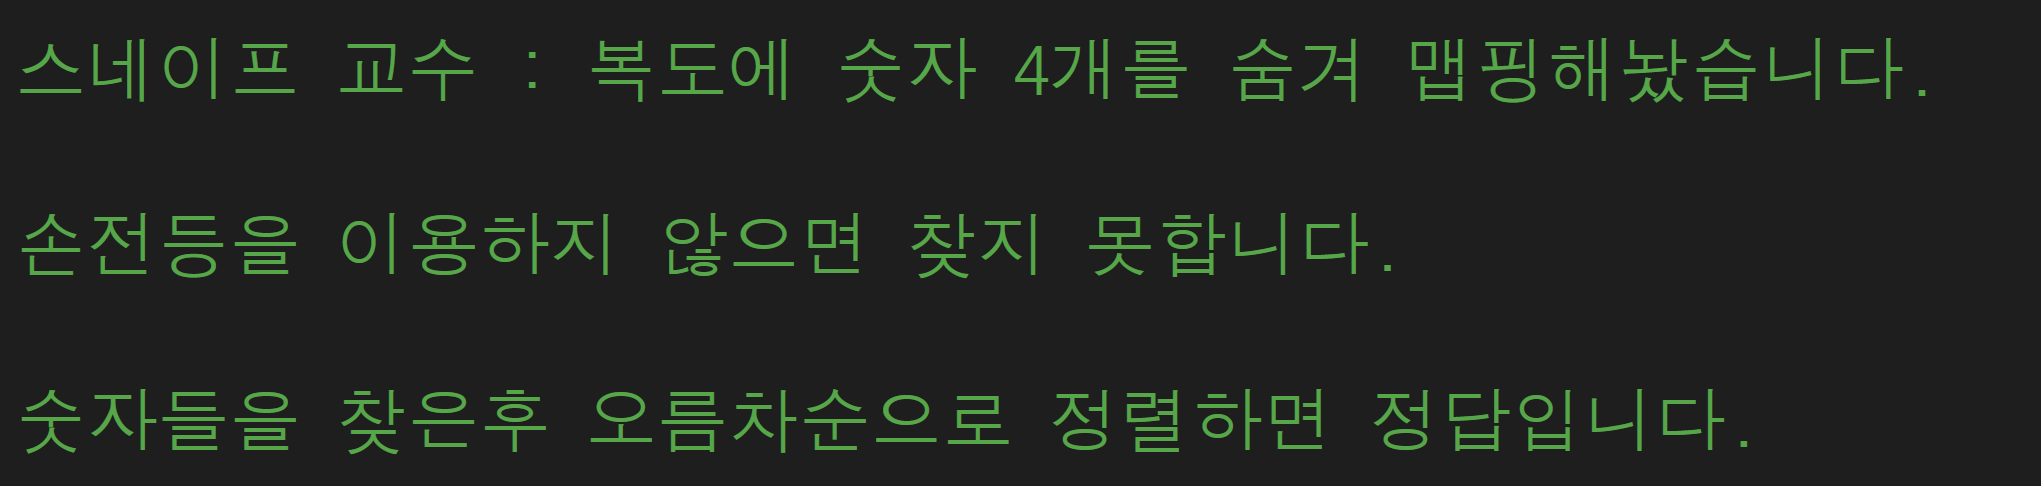 스네이프 교수 : 복도에 숫자 4개를 숨겨 맵핑해놨습니다.
손전등을 이용하지 않으면 찾지 못합니다.
숫자들을 찾은후 오름차순으로 정렬하면 정답입니다.